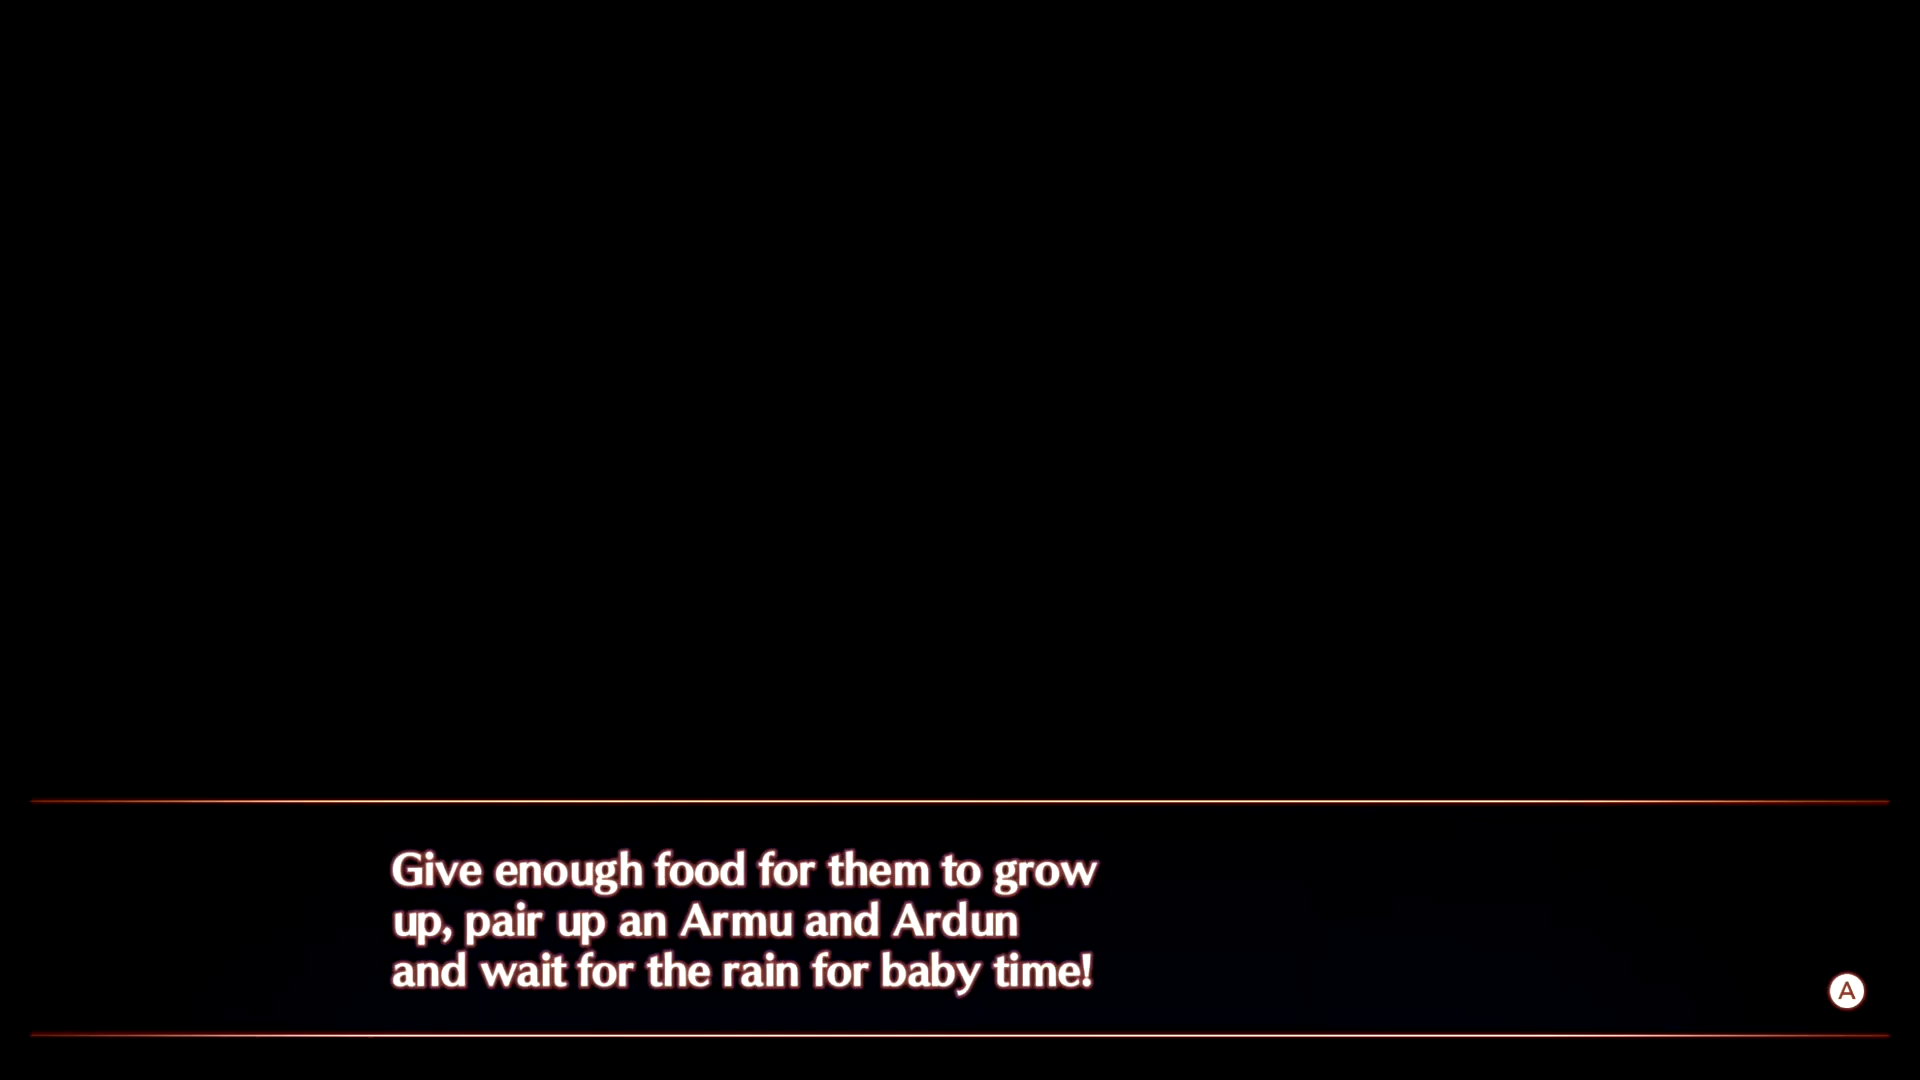 Give enough food for them to grow
up, pair up an Armu and Ardun
and wait for the rain for baby time!
A